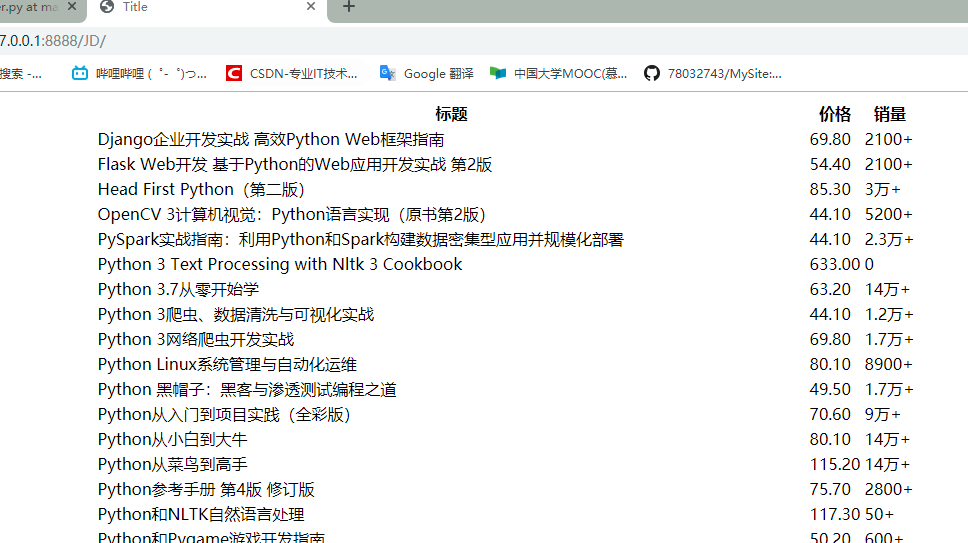 er.py at ma
Title
7.0.0.1:8888/JD/
搜索 -...
哔哩哔哩 ( ゜- ゜)つ...
CSDN-专业IT技术...
Google 翻译
中国大学MOOC(慕...
78032743/MySite:...
标题 价格 销量
Django企业开发实战 高效Python Web框架指南 69.80 2100+
Flask Web开发 基于Python的Web应用开发实战 第2版 54.40 2100+
Head First Python（第二版） 85.30 3万+
OpenCV 3计算机视觉：Python语言实现（原书第2版） 44.10 5200+
PySpark实战指南：利用Python和Spark构建数据密集型应用并规模化部署 44.10 2.3万+
Python 3 Text Processing with Nltk 3 Cookbook 633.00 0
Python 3.7从零开始学 63.20 14万+
Python 3爬虫、数据清洗与可视化实战 44.10 1.2万+
Python 3网络爬虫开发实战 69.80 1.7万+
Python Linux系统管理与自动化运维 80.10 8900+
Python 黑帽子：黑客与渗透测试编程之道 49.50 1.7万+
Python从入门到项目实践（全彩版） 70.60 9万+
Python从小白到大牛 80.10 14万+
Python从菜鸟到高手 115.20 14万+
Python参考手册 第4版 修订版 75.70 2800+
Python和NLTK自然语言处理 117.30 50+
Python和Pygame游戏开发指南 50.20 600+